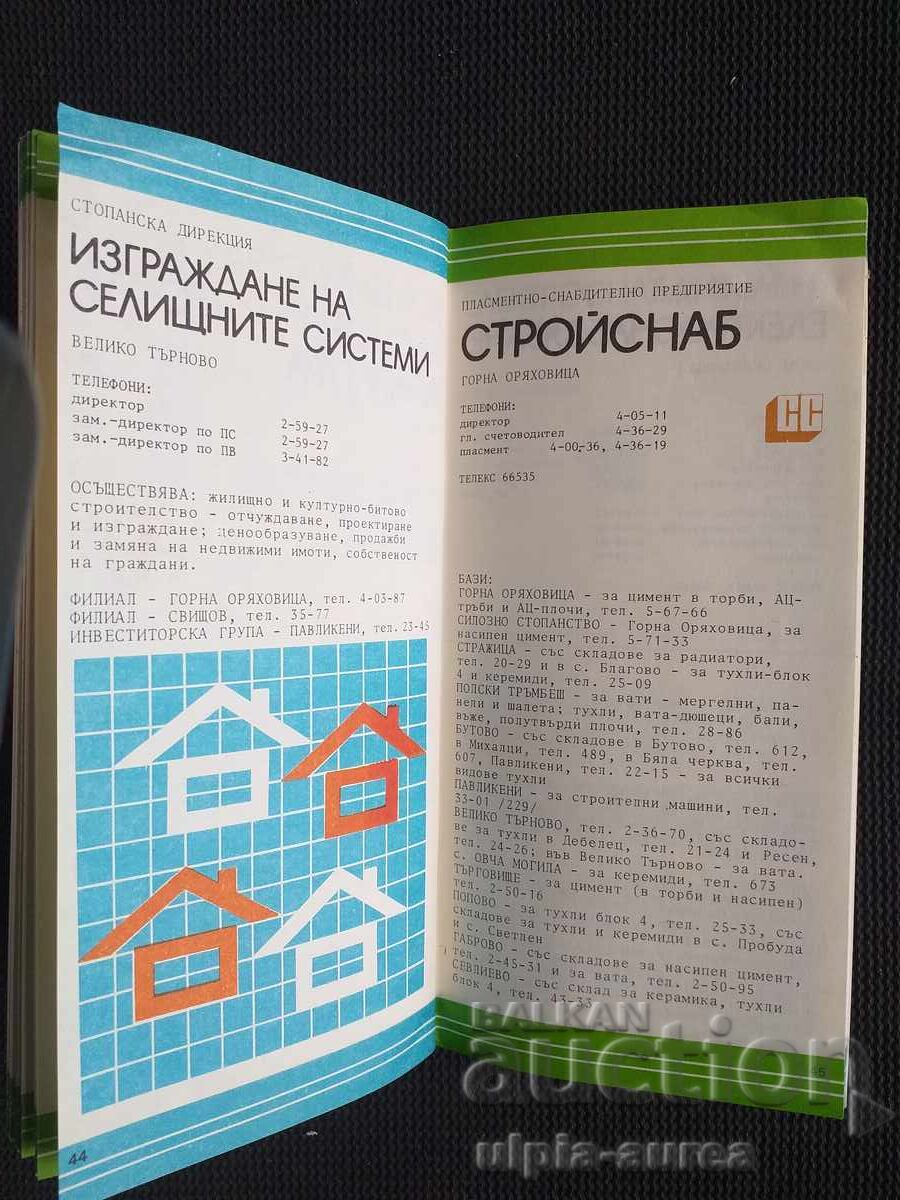 СТОПАНСКА ДИРЕКЦИЯ
ИЗГРАЖДАНЕ НА
СЕЛИЩНИТЕ СИСТЕМИ
ВЕЛИКО ТЪРНОВО
ТЕЛЕФОНИ:
директор
зам.-директор по ПС 2-59-27
зам.-директор по ПВ 2-59-27
3-41-82
ОСЪЩЕСТВЯВА: жилищно и културно-битово
строителство - отчуждаване, проектиране
и изграждане; ценообразуване, продажби
и замяна на недвижими имоти, собственост
на граждани.
ФИЛИАЛ - ГОРНА ОРЯХОВИЦА, тел. 4-03-87
ФИЛИАЛ - СВИЩОВ, тел. 35-77
ИНВЕСТИТОРСКА ГРУПА - ПАВЛИКЕНИ, тел. 23-45
44
ПЛАСМЕНТНО-СНАБДИТЕЛНО ПРЕДПРИЯТИЕ
СТРОЙСНАБ
ГОРНА ОРЯХОВИЦА
ТЕЛЕФОНИ:
директор 4-05-11
гл. счетоводител 4-36-29
пласмент 4-00-36, 4-36-19
ТЕЛЕКС 66535
СС
БАЗИ:
ГОРНА ОРЯХОВИЦА - за цимент в торби, АЦ-
тръби и АЦ-плочи, тел. 5-67-66
СИЛОЗНО СТОПАНСТВО - Горна Оряховица, за
насипен цимент, тел. 5-71-33
СТРАЖИЦА - със складове за радиатори,
тел. 20-29 и в с. Благово - за тухли-блок
4 и керемиди, тел. 25-09
ПОЛСКИ ТРЪМБЕШ - за вати - мергелни, па-
нели и шалета; тухли, вата-дюшеци, бали,
въже, полутвърди плочи, тел. 28-86
БУТОВО - със складове в Бутово, тел. 612,
в Михалци, тел. 489, в Бяла черква, тел.
607, Павликени, тел. 22-15 - за всички
видове тухли
ПАВЛИКЕНИ - за строителни машини, тел.
33-01 /229/
ВЕЛИКО ТЪРНОВО, тел. 2-36-70, със складо-
ве за тухли в Дебелец, тел. 21-24 и Ресен,
тел. 24-26; във Велико Търново - за вата.
с. ОВЧА МОГИЛА - за керемиди, тел. 673
ТЪРГОВИЩЕ - за цимент (в торби и насипен)
тел. 2-50-16
ПОПОВО - за тухли блок 4, тел. 25-33, със
складове за тухли и керемиди в с. Пробуда
и с. Светлен
ГАБРОВО - със складове за насипен цимент,
тел. 2-45-31 и за вата, тел. 2-50-95
СЕВЛИЕВО - със склад за керамика, тухли
блок 4, тел. 43-33
BALKAN
auction
ulpia-aurea